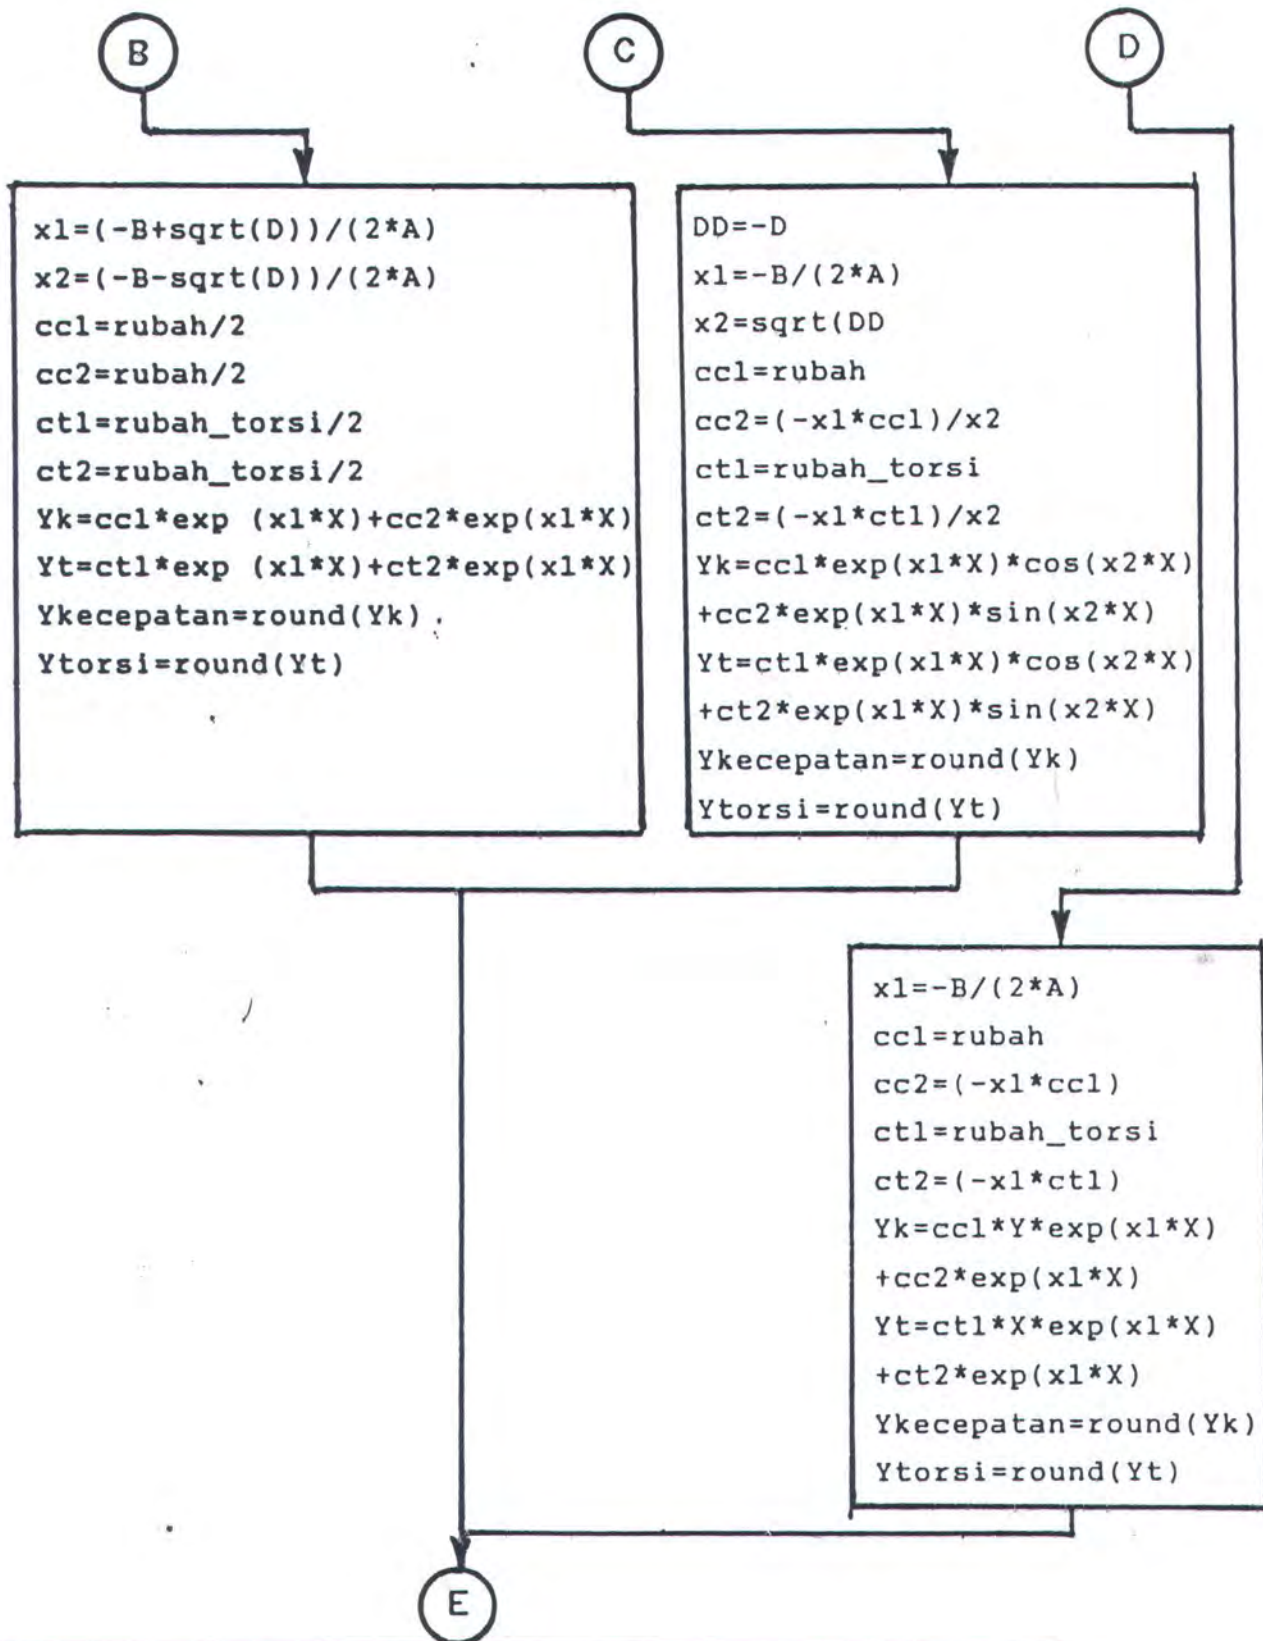 B
C
D
x1=(-B+sqrt(D))/(2*A)
x2=(-B-sqrt(D))/(2*A)
cc1=rubah/2
cc2=rubah/2
ct1=rubah_torsi/2
ct2=rubah_torsi/2
Yk=cc1*exp (x1*X)+cc2*exp(x1*X)
Yt=ct1*exp (x1*X)+ct2*exp(x1*X)
Ykecepatan=round(Yk)
Ytorsi=round(Yt)
DD=-D
x1=-B/(2*A)
x2=sqrt(DD
cc1=rubah
cc2=(-x1*cc1)/x2
ct1=rubah_torsi
ct2=(-x1*ct1)/x2
Yk=cc1*exp(x1*X)*cos(x2*X)
+cc2*exp(x1*X)*sin(x2*X)
Yt=ct1*exp(x1*X)*cos(x2*X)
+ct2*exp(x1*X)*sin(x2*X)
Ykecepatan=round(Yk)
Ytorsi=round(Yt)
x1=-B/(2*A)
cc1=rubah
cc2=(-x1*cc1)
ct1=rubah_torsi
ct2=(-x1*ct1)
Yk=cc1*Y*exp(x1*X)
+cc2*exp(x1*X)
Yt=ct1*X*exp(x1*X)
+ct2*exp(x1*X)
Ykecepatan=round(Yk)
Ytorsi=round(Yt)
E